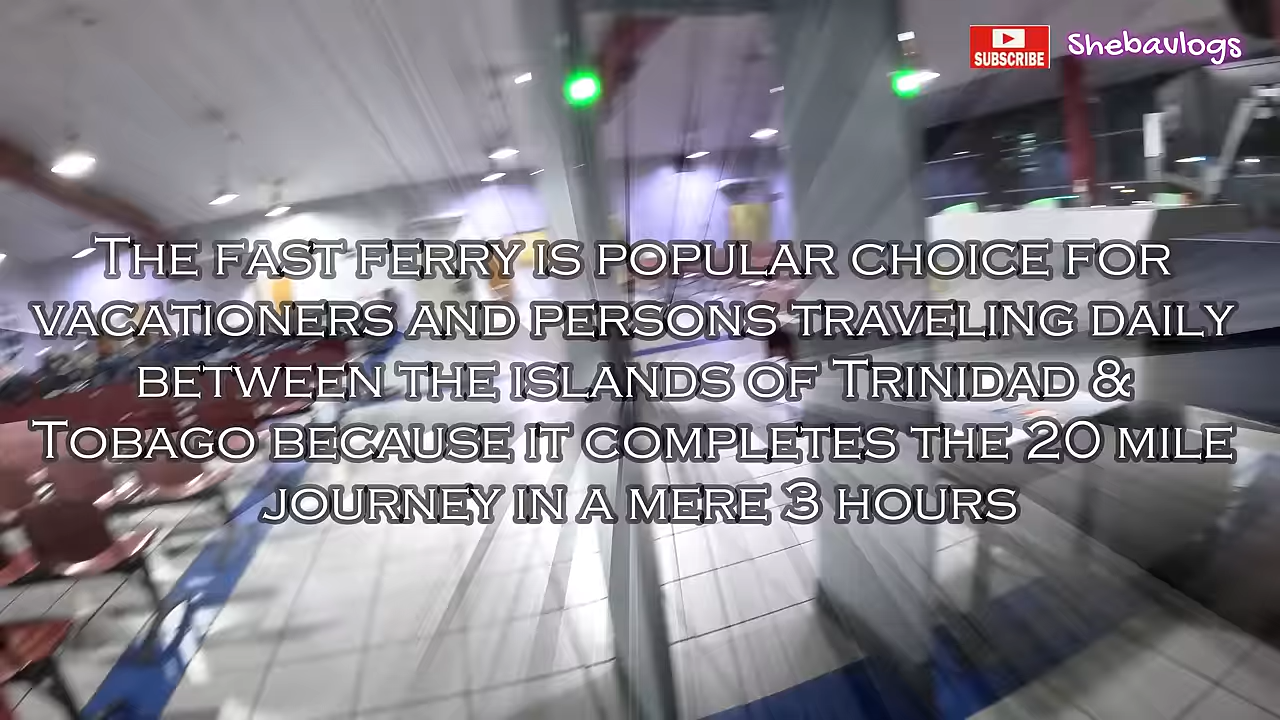 SUBSCRIBE
Shebavlogs
The fast ferry is popular choice for
vacationers and persons traveling daily
between the islands of Trinidad &
Tobago because it completes the 20 mile
journey in a mere 3 hours